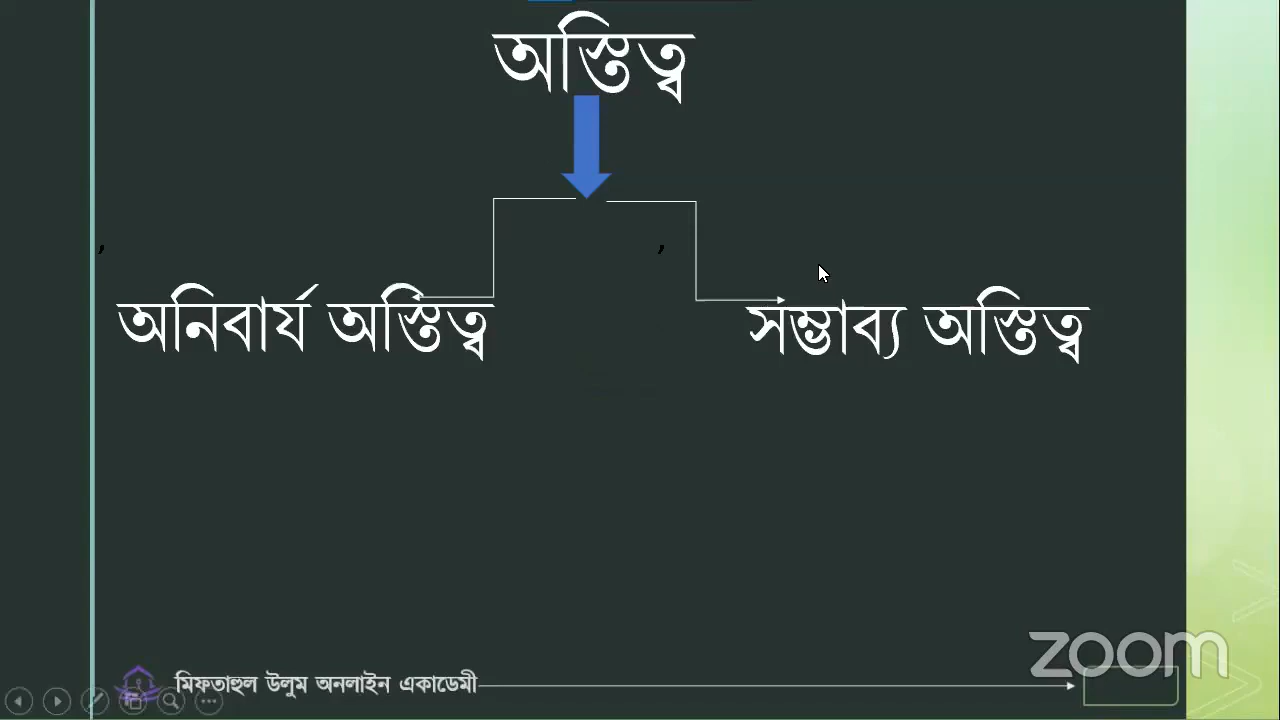 অস্তিত্ব
অনিবার্য অস্তিত্ব
সম্ভাব্য অস্তিত্ব
মিফতাহুল উলুম অনলাইন একাডেমী
zoom